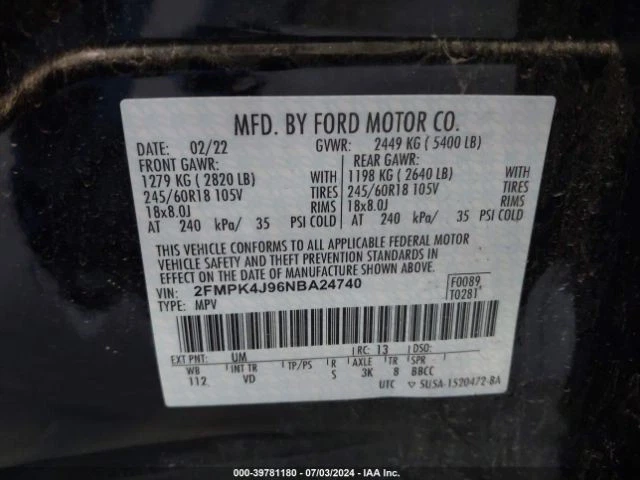 MFD. BY FORD MOTOR CO.
DATE: 02/22 GVWR: 2449 KG ( 5400 LB)
FRONT GAWR: REAR GAWR:
1279 KG ( 2820 LB) WITH 1198 KG ( 2640 LB) WITH
245/60R18 105V TIRES 245/60R18 105V TIRES
18x8.0J RIMS 18x8.0J RIMS
AT 240 kPa/ 35 PSI COLD AT 240 kPa/ 35 PSI COLD
THIS VEHICLE CONFORMS TO ALL APPLICABLE FEDERAL MOTOR
VEHICLE SAFETY AND THEFT PREVENTION STANDARDS IN
EFFECT ON THE DATE OF MANUFACTURE SHOWN ABOVE.
VIN: 2FMPK4J96NBA24740 F0089
TYPE: MPV T0281
EXT PNT: UM RC: 13 DSO:
WB INT TR TP/PS R AXLE TR SPR
112 VD S 3K 8 BBCC
UTC SUSA-1520472-BA
000-39781180 - 07/03/2024 - IAA Inc.